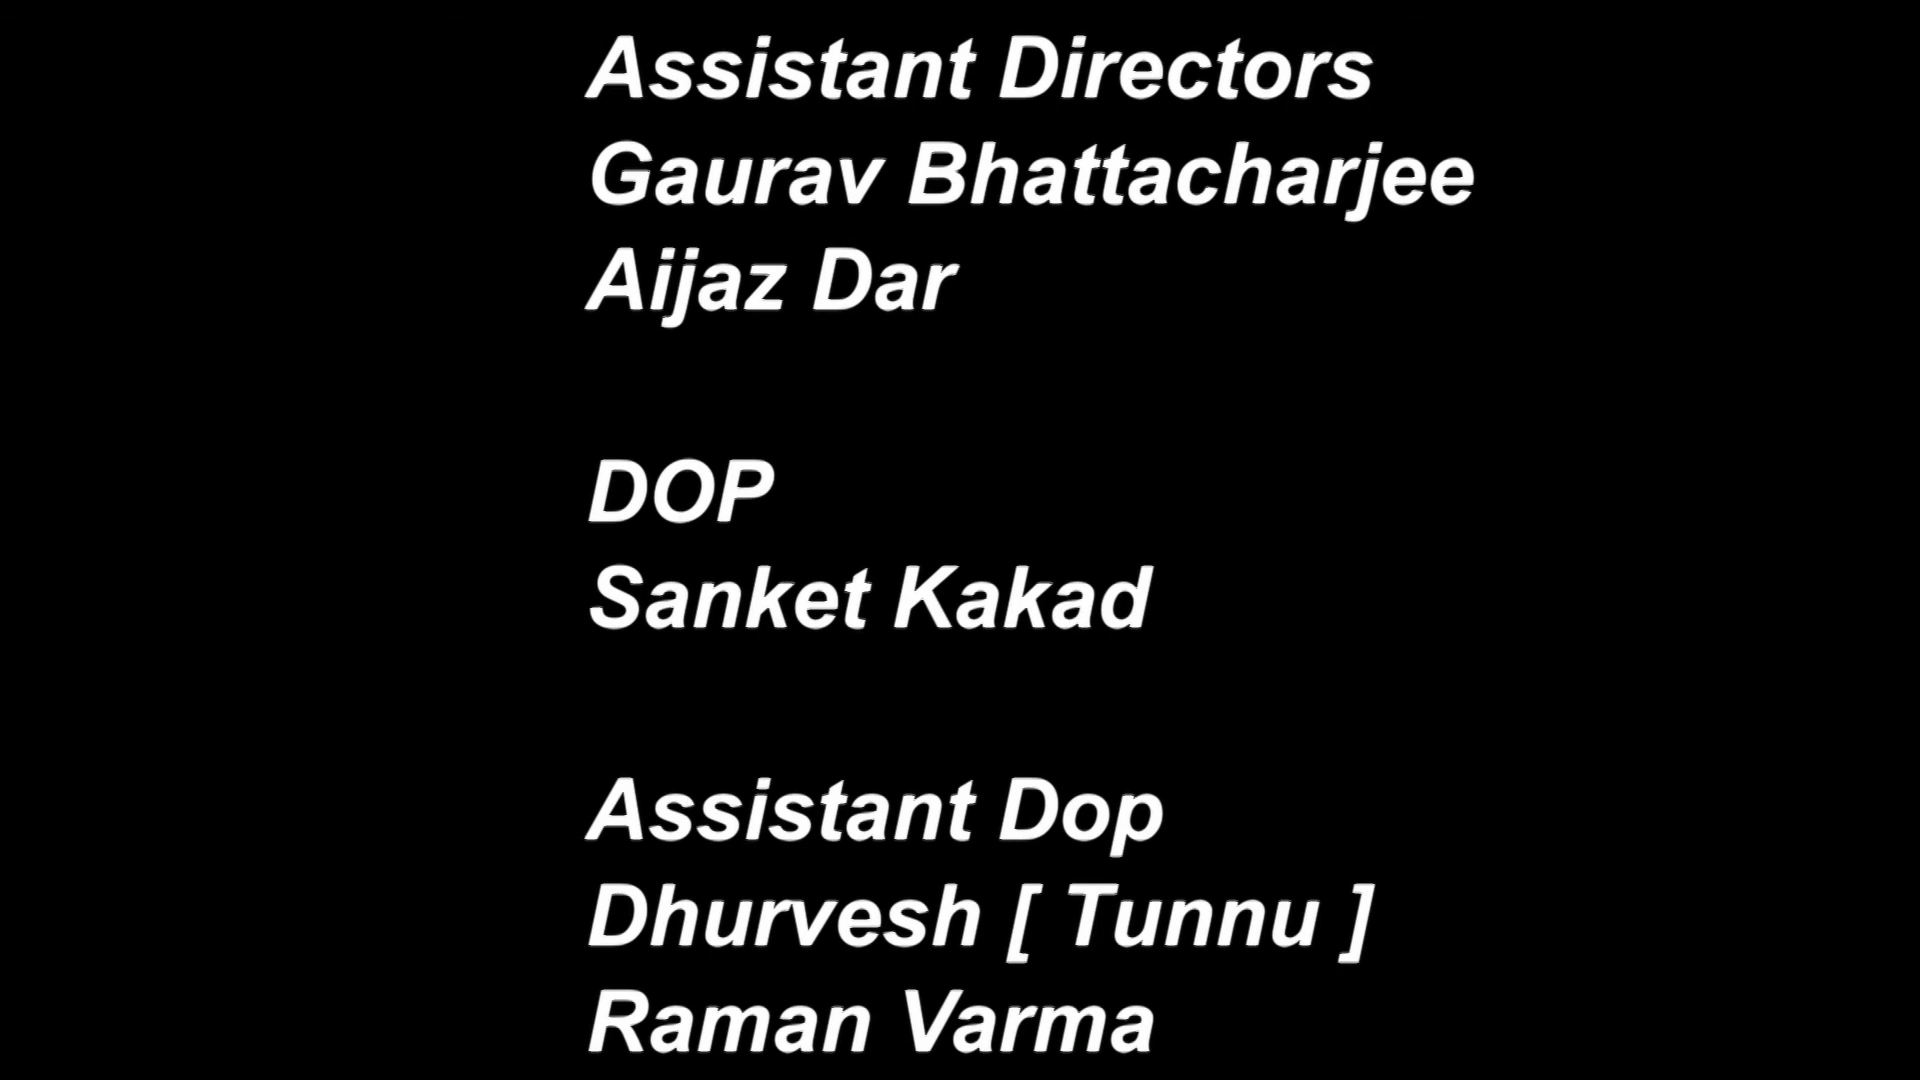 Assistant Directors
Gaurav Bhattacharjee
Aijaz Dar
DOP
Sanket Kakad
Assistant Dop
Dhurvesh [ Tunnu ]
Raman Varma